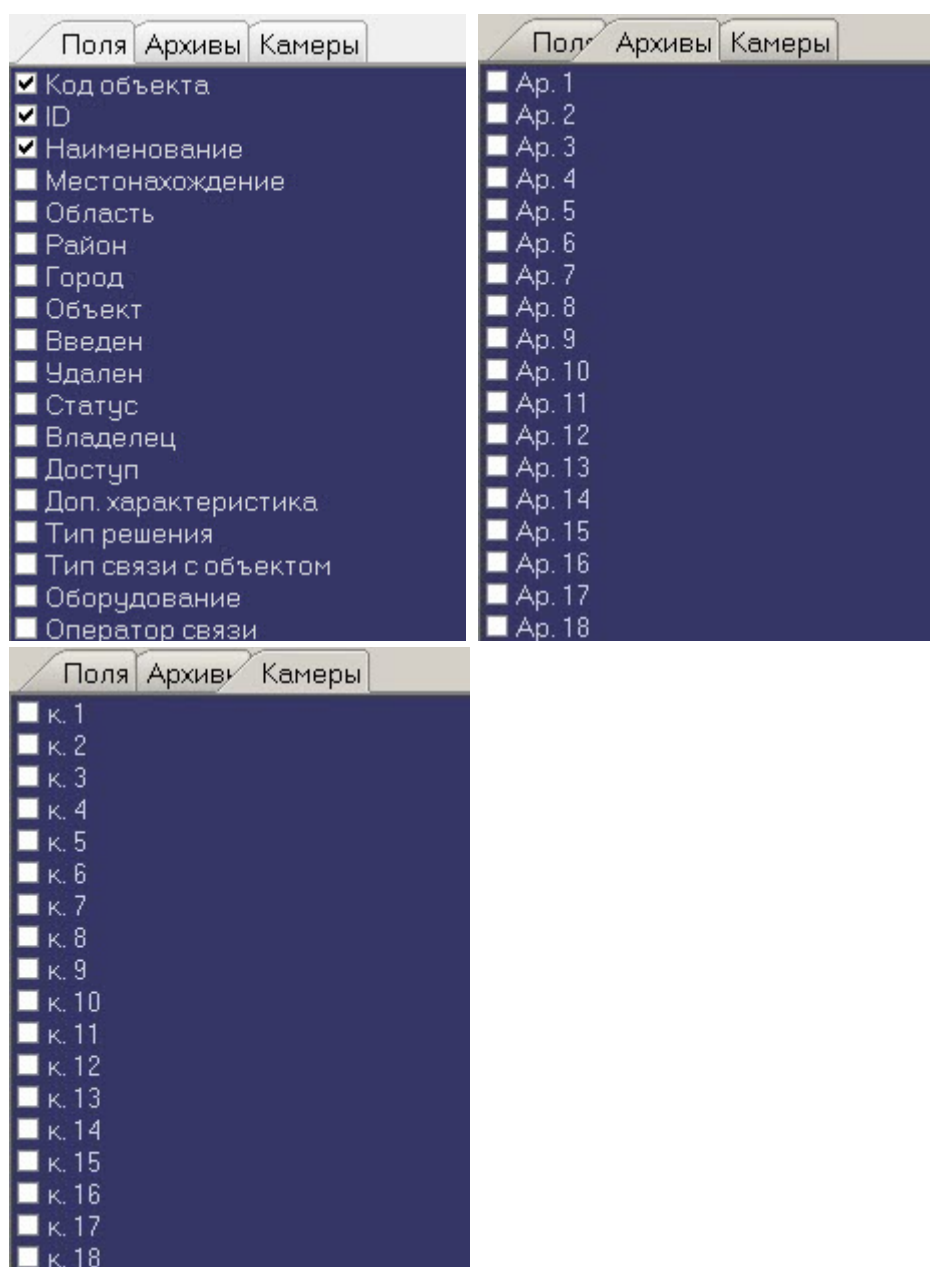 Поля Архивы Камеры
Код объекта
ID
Наименование
Местонахождение
Область
Район
Город
Объект
Введен
Удален
Статус
Владелец
Доступ
Доп. характеристика
Тип решения
Тип связи с объектом
Оборудование
Оператор связи
Поля Архивы Камеры
Ар. 1
Ар. 2
Ар. 3
Ар. 4
Ар. 5
Ар. 6
Ар. 7
Ар. 8
Ар. 9
Ар. 10
Ар. 11
Ар. 12
Ар. 13
Ар. 14
Ар. 15
Ар. 16
Ар. 17
Ар. 18
Поля Архивы Камеры
к. 1
к. 2
к. 3
к. 4
к. 5
к. 6
к. 7
к. 8
к. 9
к. 10
к. 11
к. 12
к. 13
к. 14
к. 15
к. 16
к. 17
к. 18